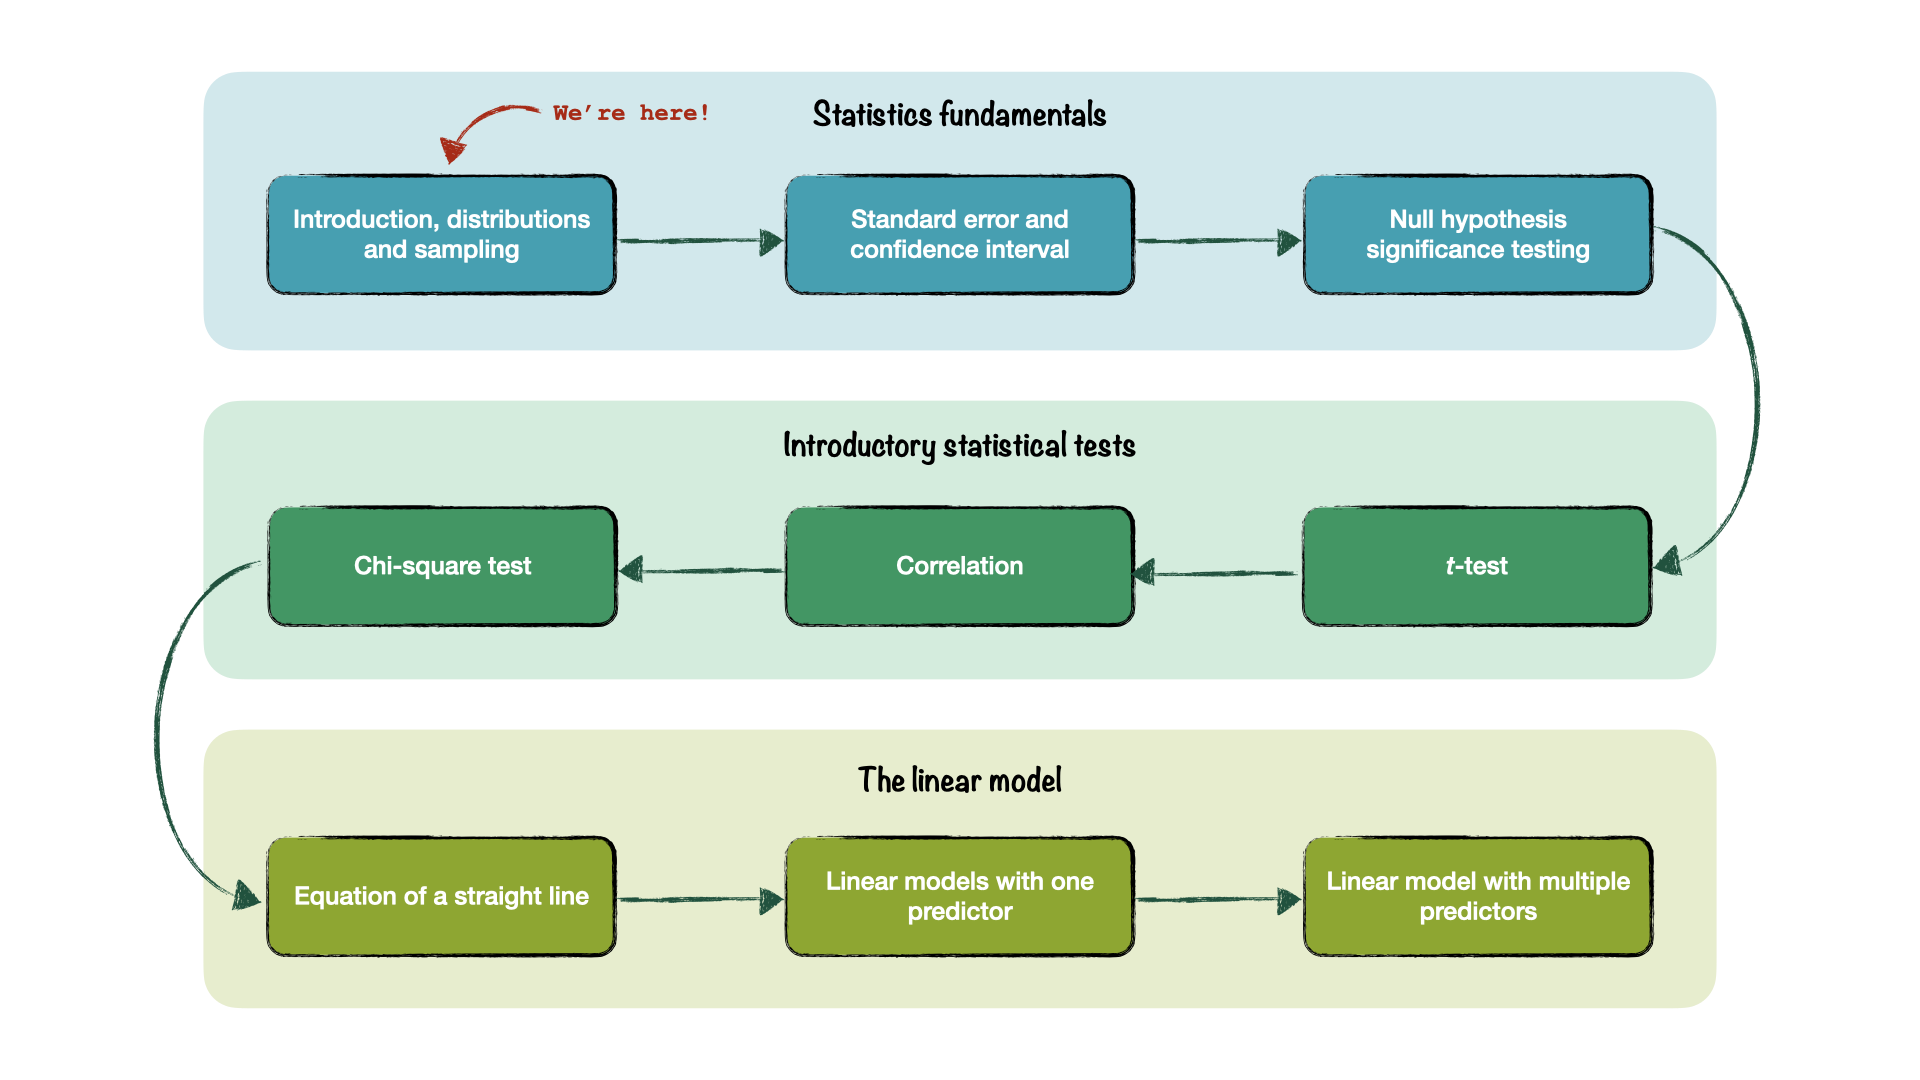 We're here!
Statistics fundamentals
Introduction, distributions
and sampling
Standard error and
confidence interval
Null hypothesis
significance testing
Introductory statistical tests
Chi-square test
Correlation
t-test
The linear model
Equation of a straight line
Linear models with one
predictor
Linear model with multiple
predictors